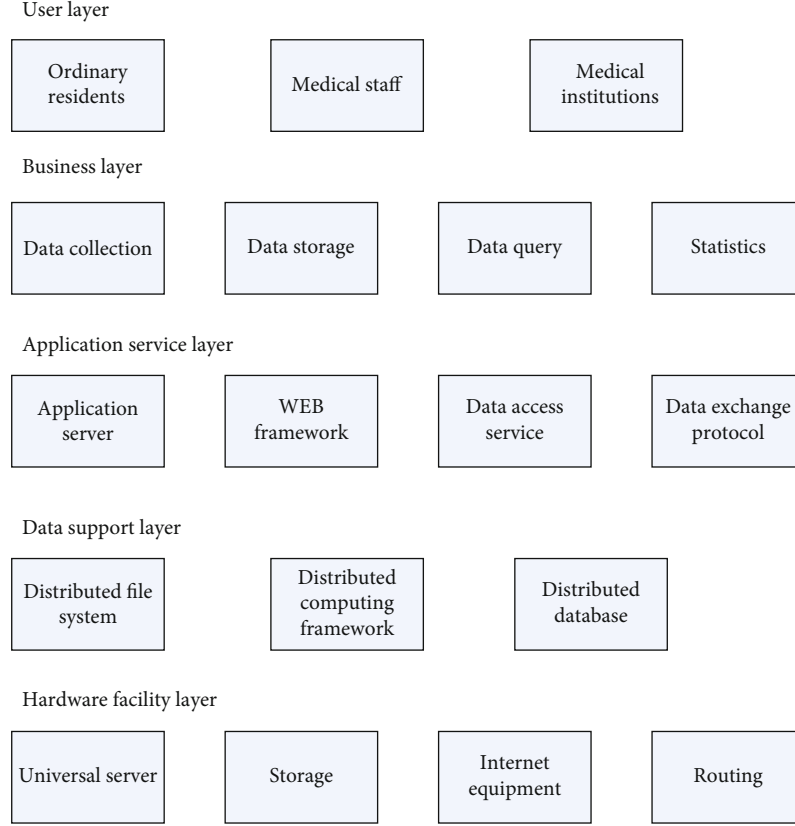 User layer
Ordinary
residents
Medical staff
Medical
institutions
Business layer
Data collection
Data storage
Data query
Statistics
Application service layer
Application
server
WEB
framework
Data access
service
Data exchange
protocol
Data support layer
Distributed file
system
Distributed
computing
framework
Distributed
database
Hardware facility layer
Universal server
Storage
Internet
equipment
Routing